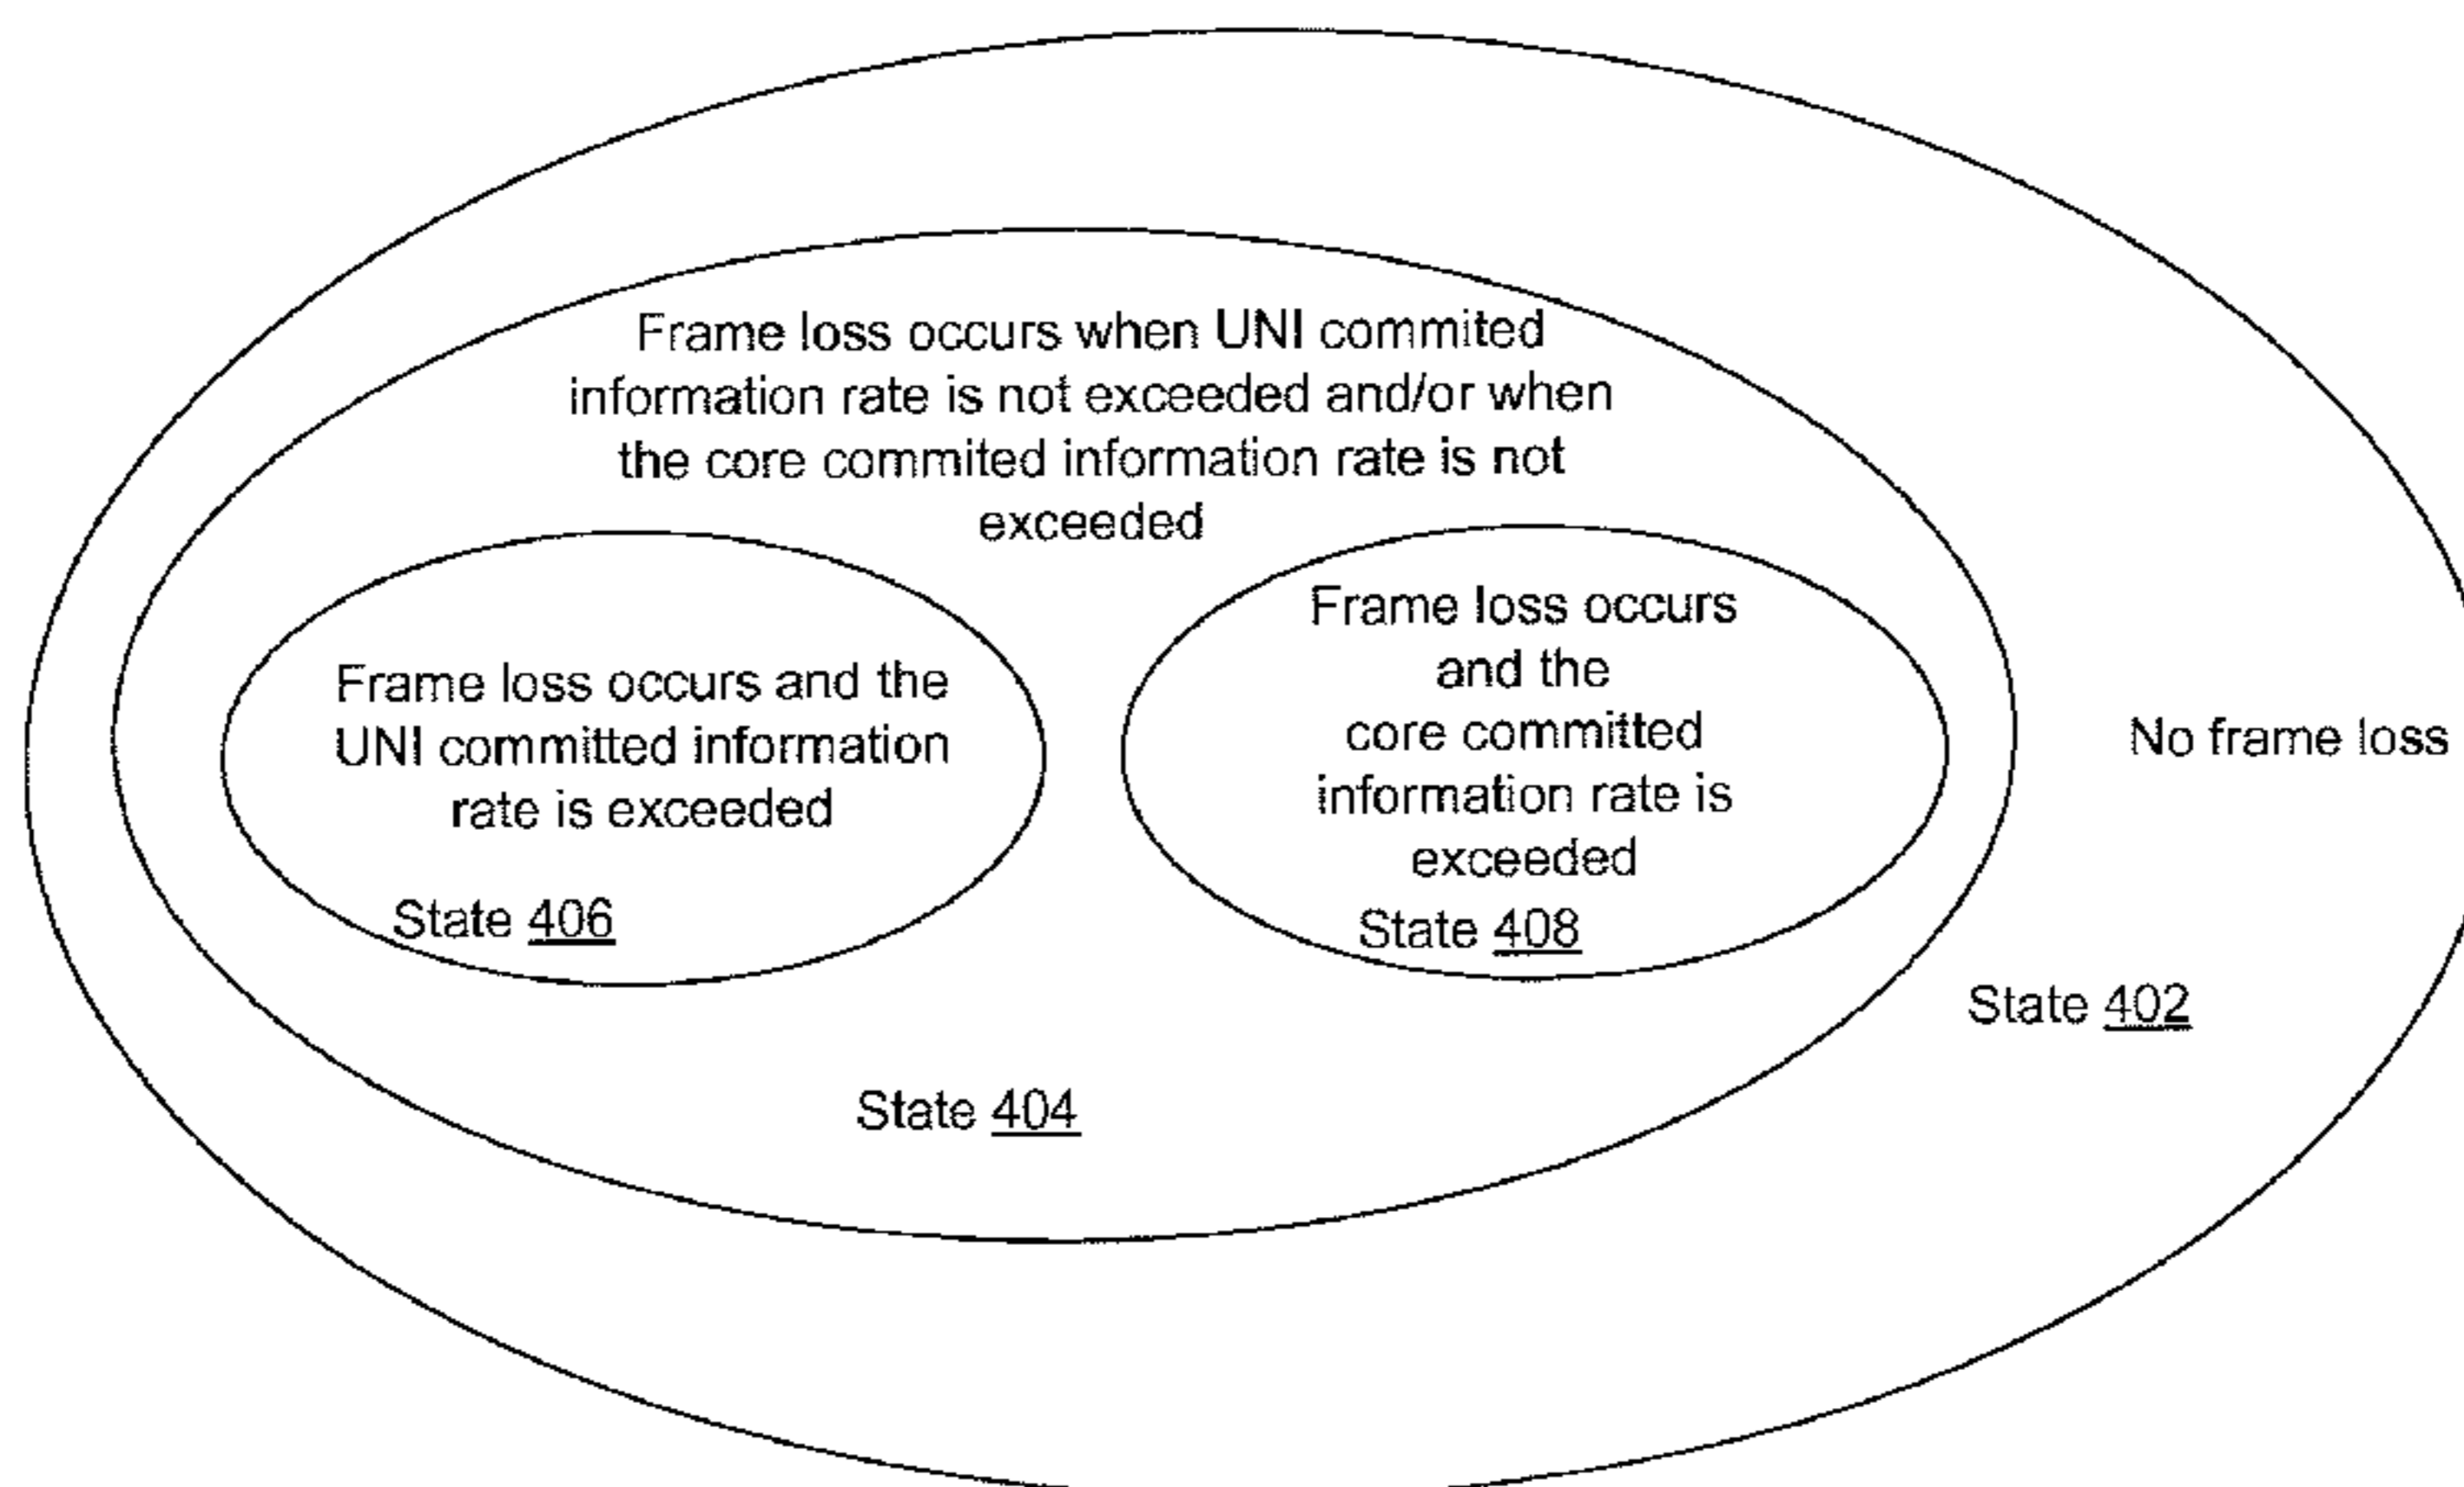 Frame loss occurs when UNI commited
information rate is not exceeded and/or when
the core commited information rate is not
exceeded
Frame loss occurs and the
UNI committed information
rate is exceeded
State 406
Frame loss occurs
and the
core committed
information rate is
exceeded
State 408
No frame loss
State 402
State 404